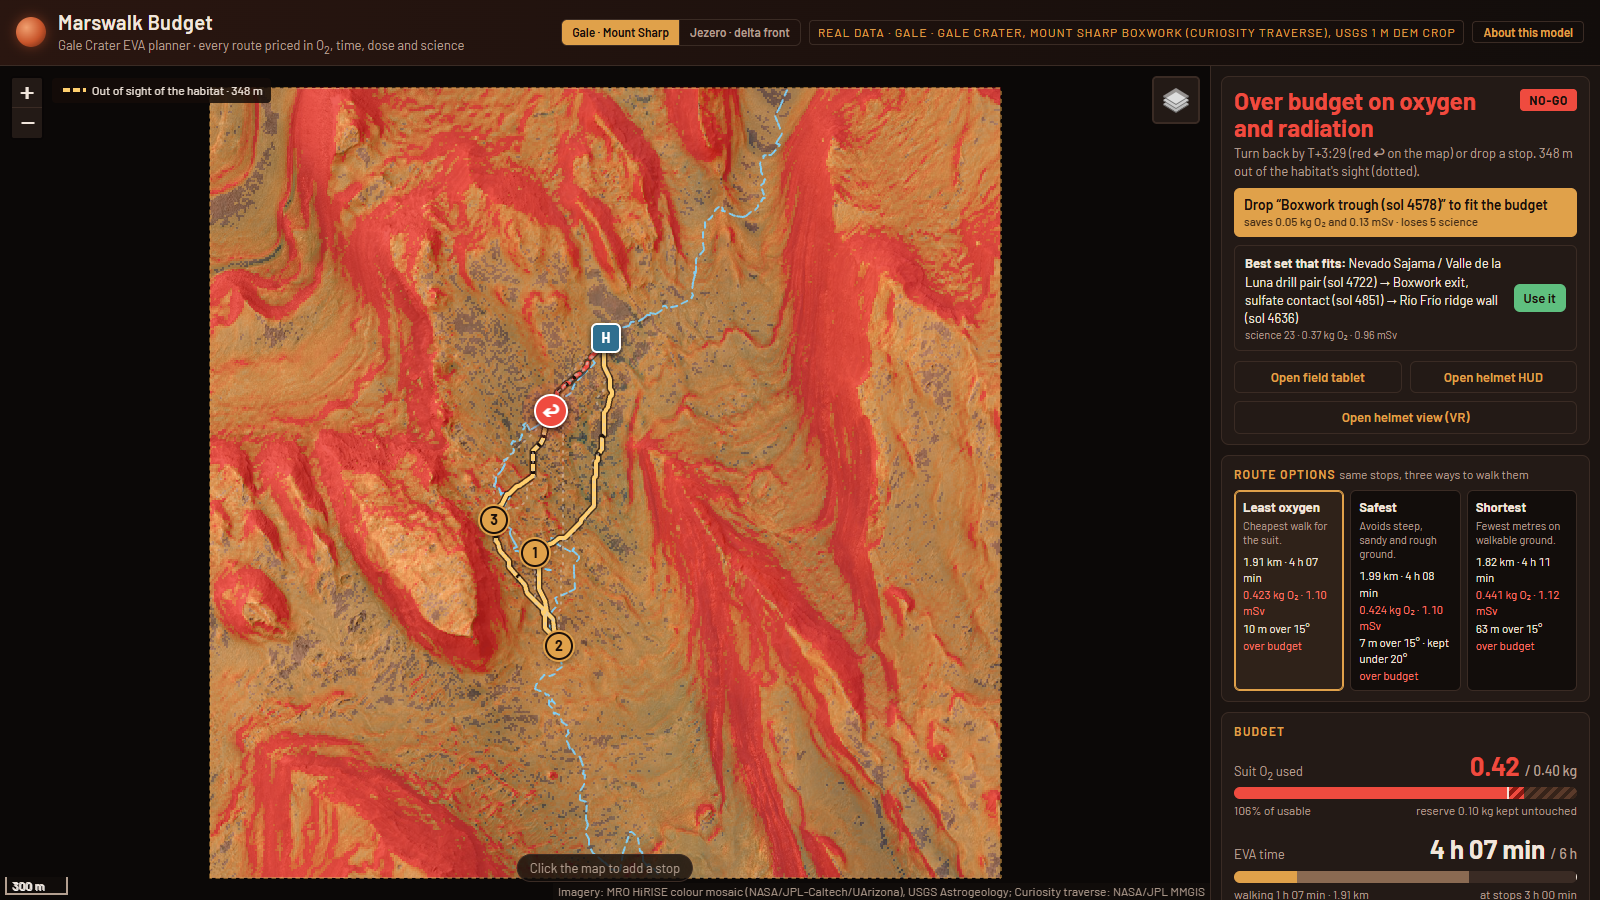 Marswalk Budget
Gale Crater EVA planner · every route priced in O₂, time, dose and science
Gale · Mount Sharp
Jezero · delta front
REAL DATA · GALE · GALE CRATER, MOUNT SHARP BOXWORK (CURIOSITY TRAVERSE), USGS 1 M DEM CROP
About this model
+
−
Out of sight of the habitat · 348 m
H
3
1
2
Click the map to add a stop
300 m
Imagery: MRO HiRISE colour mosaic (NASA/JPL-Caltech/UArizona), USGS Astrogeology; Curiosity traverse: NASA/JPL MMGIS
Over budget on oxygen
and radiation
NO-GO
Turn back by T+3:29 (red ↩ on the map) or drop a stop. 348 m
out of the habitat's sight (dotted).
Drop “Boxwork trough (sol 4578)” to fit the budget
saves 0.05 kg O₂ and 0.13 mSv · loses 5 science
Best set that fits: Nevado Sajama / Valle de la
Luna drill pair (sol 4722) → Boxwork exit,
sulfate contact (sol 4851) → Río Frío ridge wall
(sol 4636)
science 23 · 0.37 kg O₂ · 0.96 mSv
Use it
Open field tablet
Open helmet HUD
Open helmet view (VR)
ROUTE OPTIONS same stops, three ways to walk them
Least oxygen
Cheapest walk for
the suit.
1.91 km · 4 h 07
min
0.423 kg O₂ · 1.10
mSv
10 m over 15°
over budget
Safest
Avoids steep,
sandy and rough
ground.
1.99 km · 4 h 08
min
0.424 kg O₂ · 1.10
mSv
7 m over 15° · kept
under 20°
over budget
Shortest
Fewest metres on
walkable ground.
1.82 km · 4 h 11
min
0.441 kg O₂ · 1.12
mSv
63 m over 15°
over budget
BUDGET
Suit O₂ used
0.42 / 0.40 kg
106% of usable
reserve 0.10 kg kept untouched
EVA time
4 h 07 min / 6 h
walking 1 h 07 min · 1.91 km
at stops 3 h 00 min